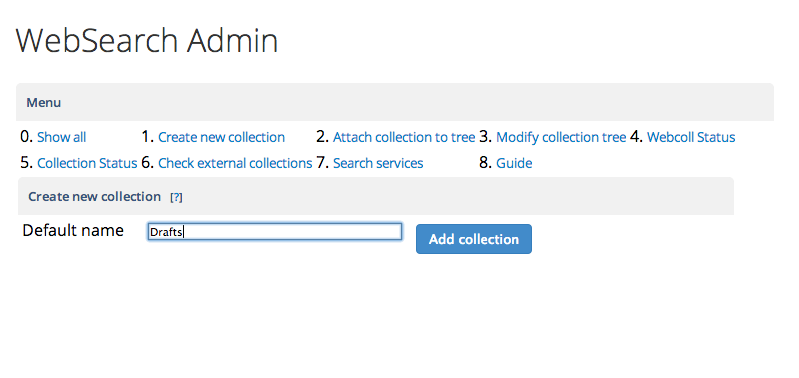 WebSearch Admin
Menu
0. Show all 1. Create new collection 2. Attach collection to tree 3. Modify collection tree 4. Webcoll Status
5. Collection Status 6. Check external collections 7. Search services 8. Guide
Create new collection [?]
Default name Drafts Add collection